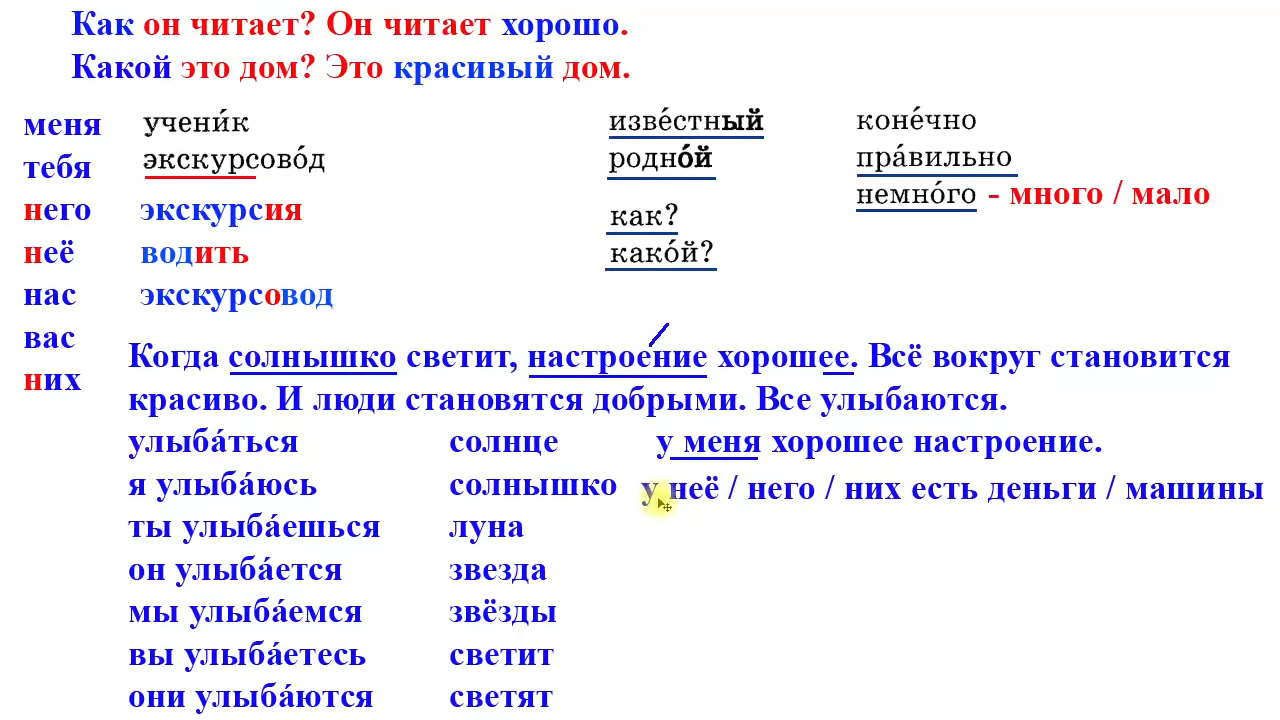 Как он читает? Он читает хорошо.
Какой это дом? Это красивый дом.
меня
тебя
него
неё
нас
вас
них
учени́к
экскурсово́д
экскурсия
водить
экскурсовод
изве́стный
родно́й
как?
како́й?
коне́чно
пра́вильно
немно́го - много / мало
Когда солнышко светит, настроение хорошее. Всё вокруг становится
красиво. И люди становятся добрыми. Все улыбаются.
улыба́ться
я улыба́юсь
ты улыба́ешься
он улыба́ется
мы улыба́емся
вы улыба́етесь
они улыба́ются
солнце
солнышко
луна
звезда
звёзды
светит
светят
у меня хорошее настроение.
у неё / него / них есть деньги / машины